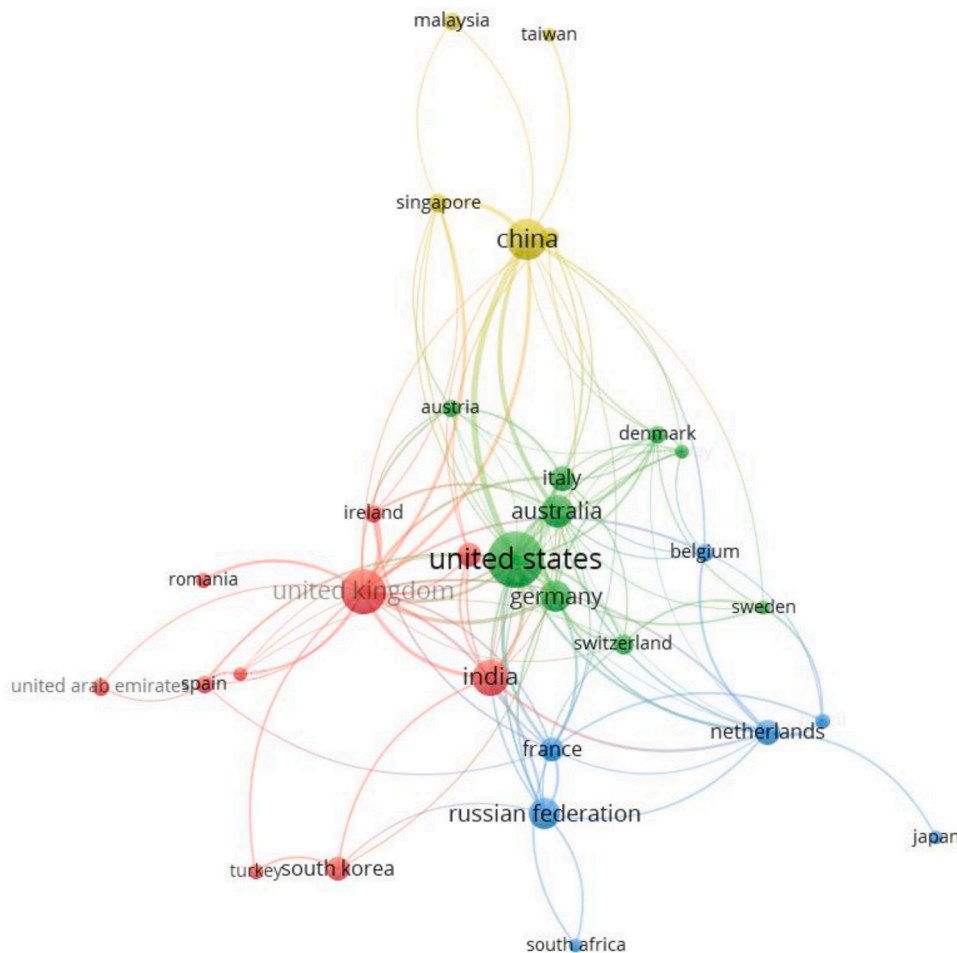 malaysia
taiwan
singapore
china
austria
denmark
italy
australia
ireland
united states
belgium
romania
united kingdom
germany
sweden
switzerland
india
united arab emirates
spain
netherlands
france
russian federation
japan
turkey
south korea
south africa